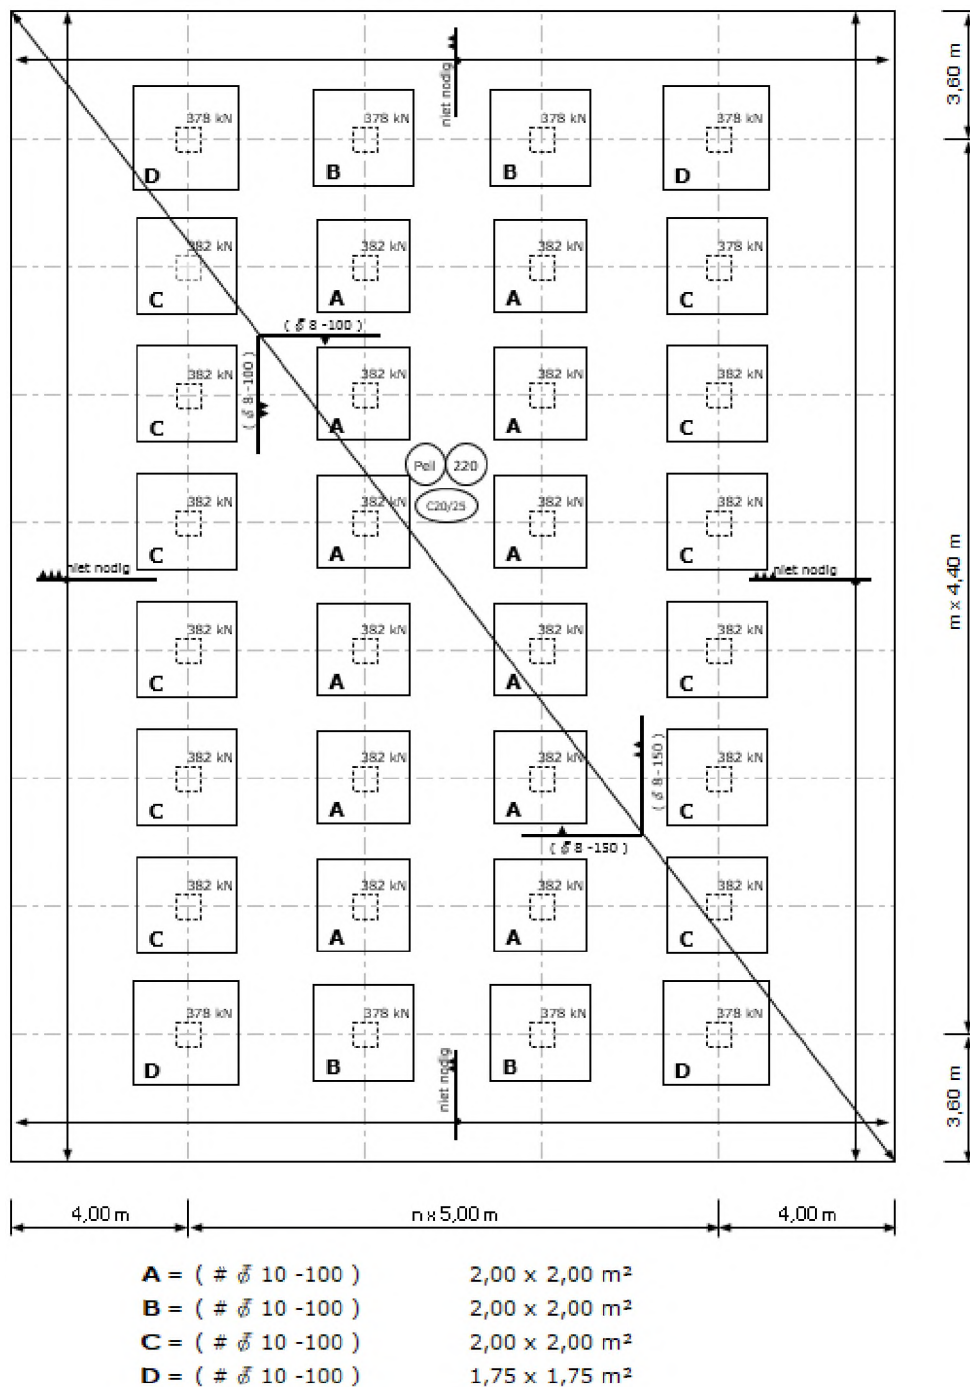 3,60 m
niet nodig
378 kN 378 kN 378 kN 378 kN
D B B D
382 kN 382 kN 382 kN 378 kN
C A A C
( 8 -100 )
( 8 -100 )
382 kN 382 kN 382 kN 382 kN
C A A C
Peil 220
C20/25
382 kN 382 kN 382 kN 382 kN
C A A C
niet nodig niet nodig
m x 4,40 m
382 kN 382 kN 382 kN 382 kN
C A A C
( 8 -150 )
382 kN 382 kN 382 kN 382 kN
C A A C
( 8 -150 )
382 kN 382 kN 382 kN 382 kN
C A A C
378 kN 378 kN 378 kN 378 kN
D B B D
niet nodig
3,60 m
4,00 m n x 5,00 m 4,00 m
A = ( # 10 -100 ) 2,00 x 2,00 m²
B = ( # 10 -100 ) 2,00 x 2,00 m²
C = ( # 10 -100 ) 2,00 x 2,00 m²
D = ( # 10 -100 ) 1,75 x 1,75 m²